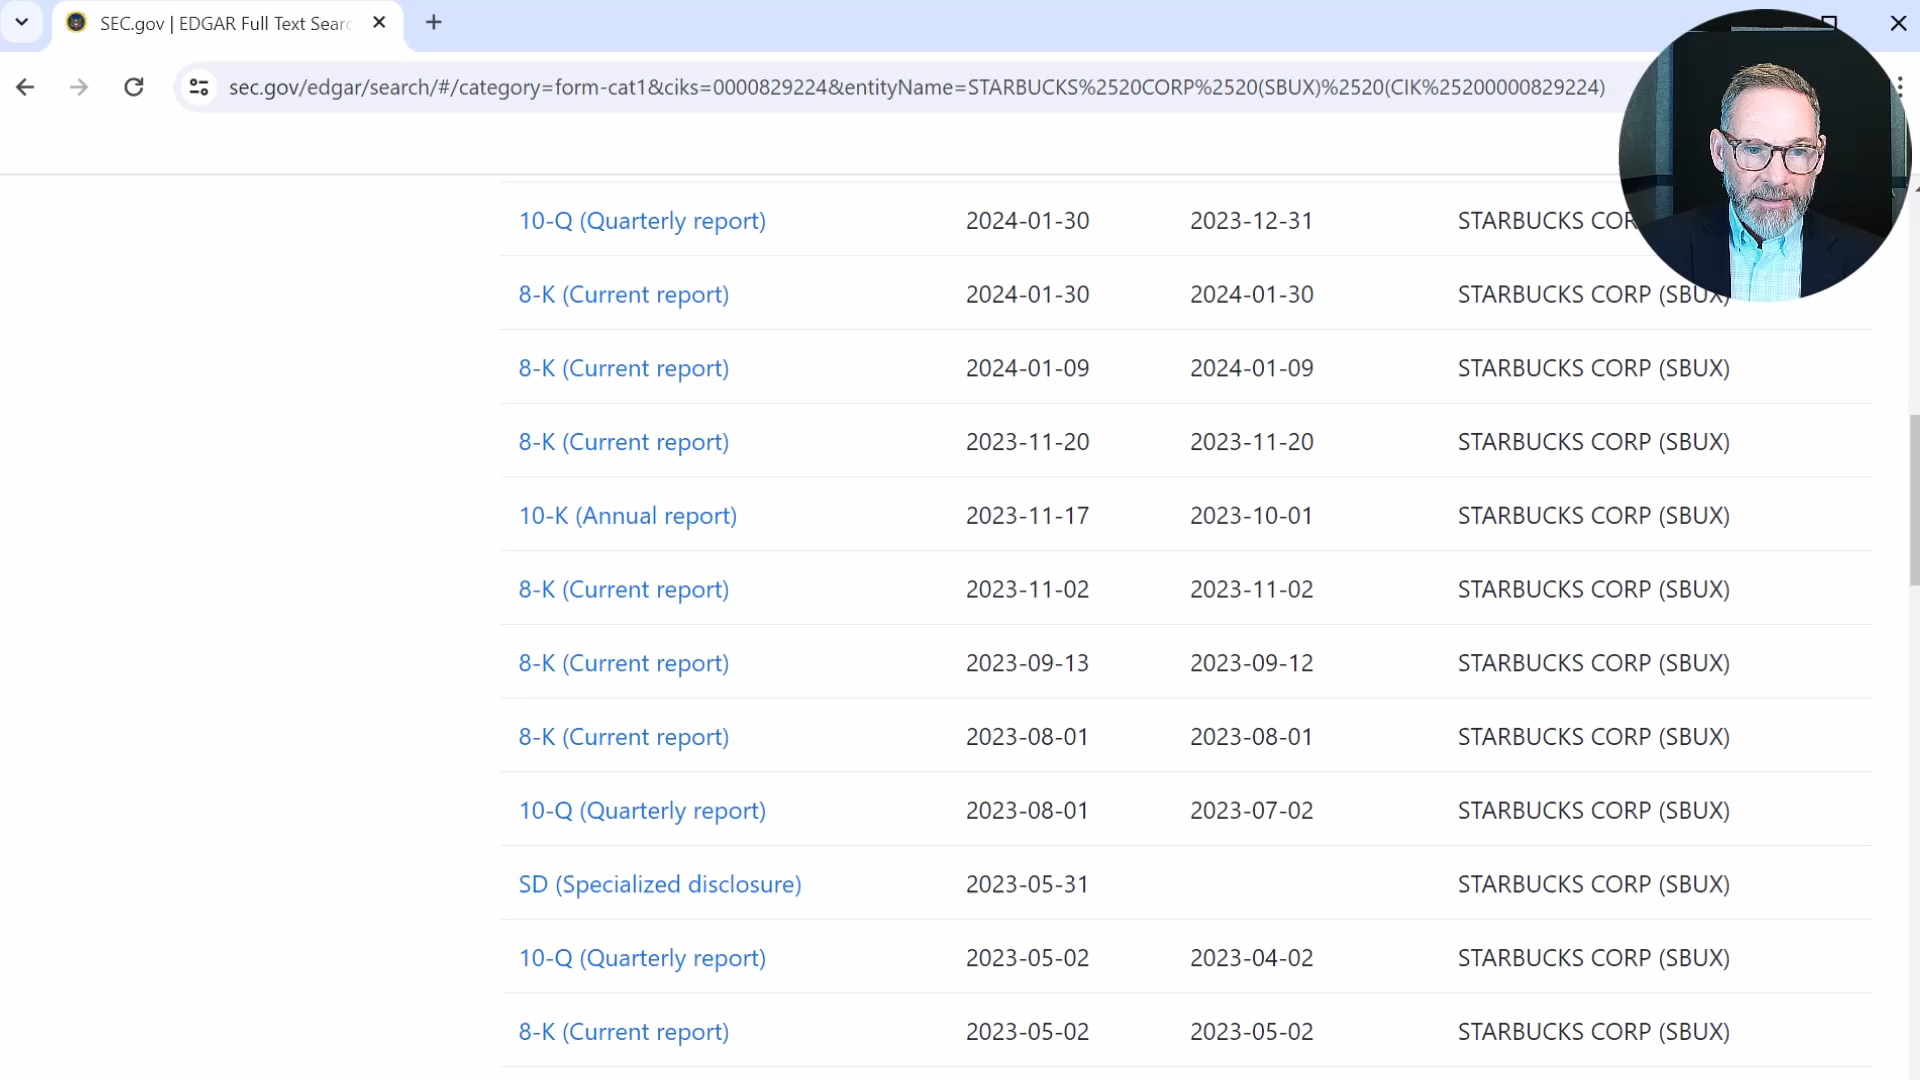 SEC.gov | EDGAR Full Text Searc
sec.gov/edgar/search/#/category=form-cat1&ciks=0000829224&entityName=STARBUCKS%2520CORP%2520(SBUX)%2520(CIK%25200000829224)
10-Q (Quarterly report) 2024-01-30 2023-12-31 STARBUCKS COR
8-K (Current report) 2024-01-30 2024-01-30 STARBUCKS CORP (SBUX)
8-K (Current report) 2024-01-09 2024-01-09 STARBUCKS CORP (SBUX)
8-K (Current report) 2023-11-20 2023-11-20 STARBUCKS CORP (SBUX)
10-K (Annual report) 2023-11-17 2023-10-01 STARBUCKS CORP (SBUX)
8-K (Current report) 2023-11-02 2023-11-02 STARBUCKS CORP (SBUX)
8-K (Current report) 2023-09-13 2023-09-12 STARBUCKS CORP (SBUX)
8-K (Current report) 2023-08-01 2023-08-01 STARBUCKS CORP (SBUX)
10-Q (Quarterly report) 2023-08-01 2023-07-02 STARBUCKS CORP (SBUX)
SD (Specialized disclosure) 2023-05-31 STARBUCKS CORP (SBUX)
10-Q (Quarterly report) 2023-05-02 2023-04-02 STARBUCKS CORP (SBUX)
8-K (Current report) 2023-05-02 2023-05-02 STARBUCKS CORP (SBUX)